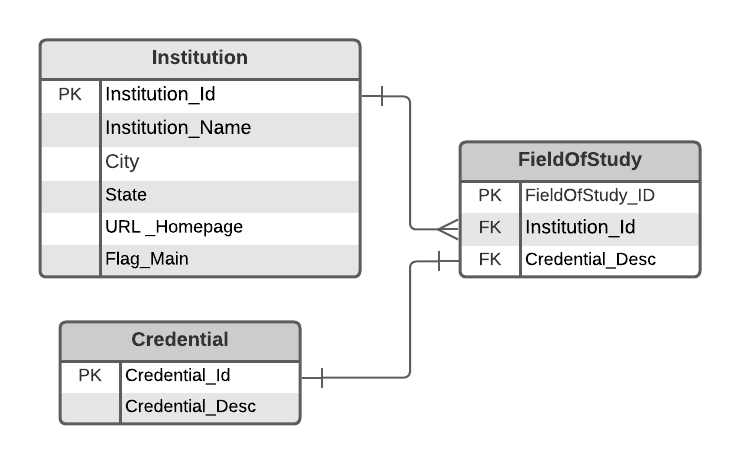 Institution
PK Institution_Id
Institution_Name
City
State
URL _Homepage
Flag_Main
FieldOfStudy
PK FieldOfStudy_ID
FK Institution_Id
FK Credential_Desc
Credential
PK Credential_Id
Credential_Desc